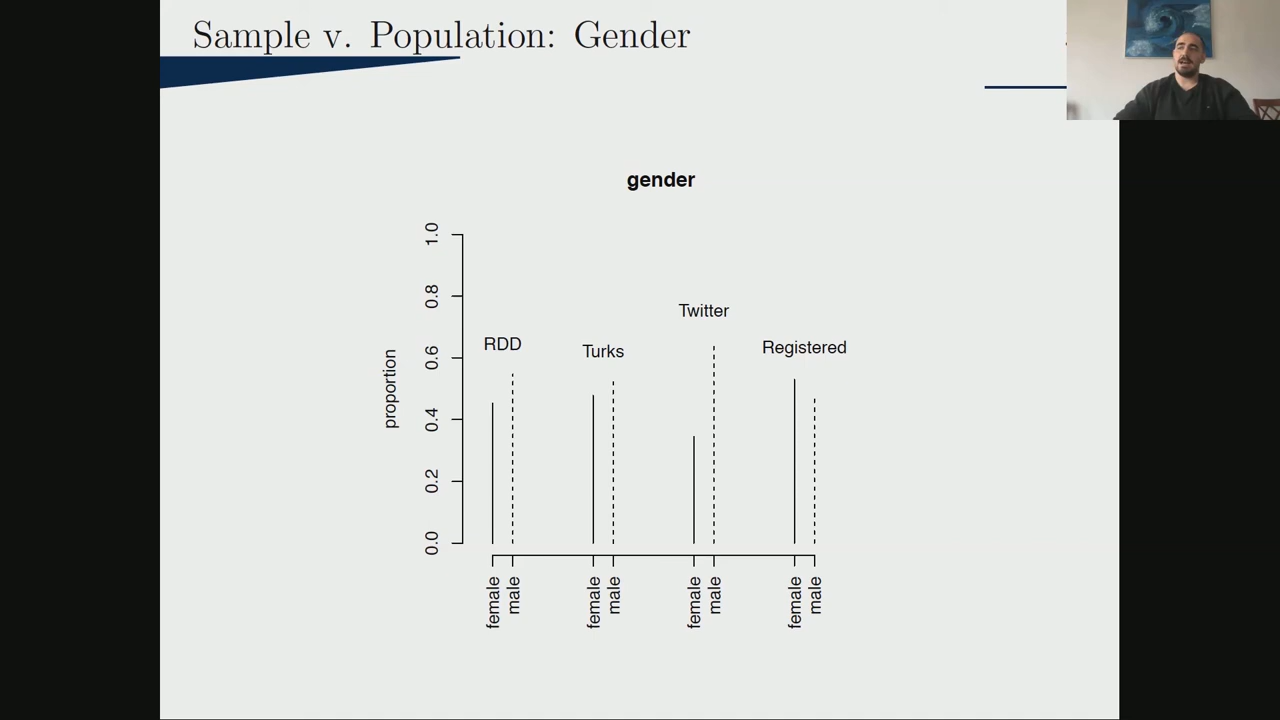 Sample v. Population: Gender
gender
proportion
1.0
0.8
0.6
0.4
0.2
0.0
RDD
Turks
Twitter
Registered
female
male
female
male
female
male
female
male